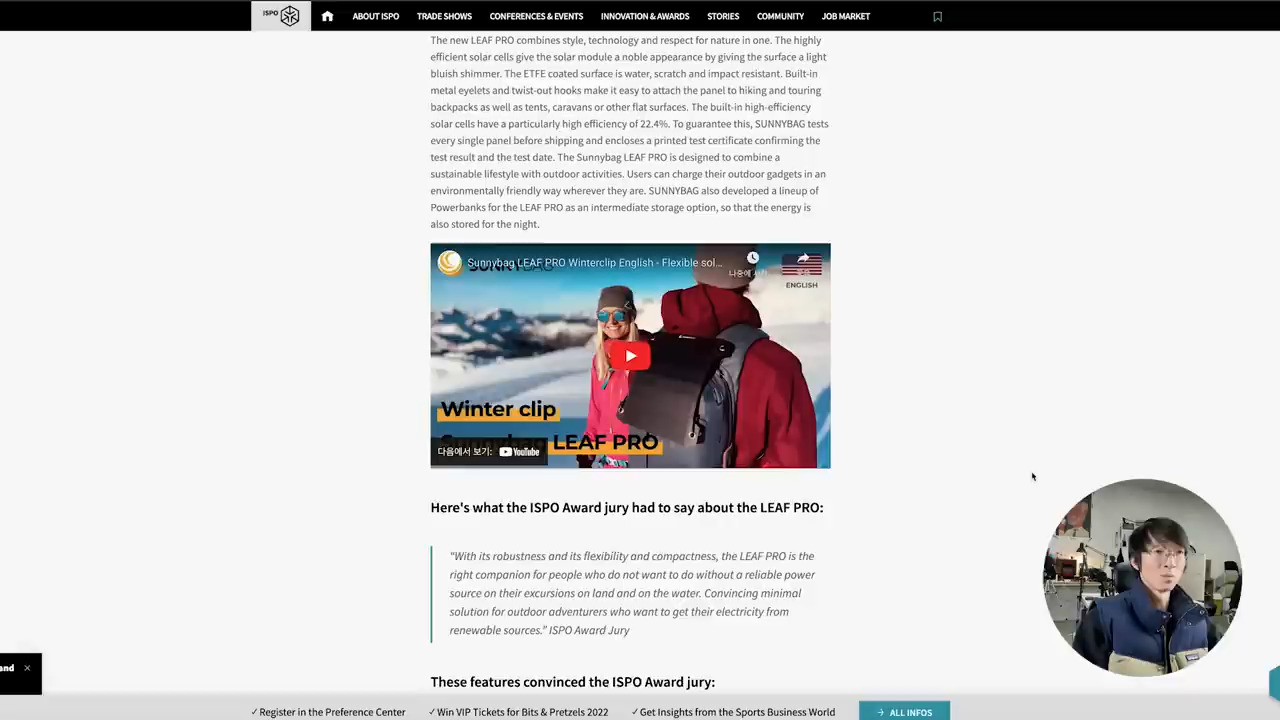 ISPO
ABOUT ISPO
TRADE SHOWS
CONFERENCES & EVENTS
INNOVATION & AWARDS
STORIES
COMMUNITY
JOB MARKET
The new LEAF PRO combines style, technology and respect for nature in one. The highly
efficient solar cells give the solar module a noble appearance by giving the surface a light
bluish shimmer. The ETFE coated surface is water, scratch and impact resistant. Built-in
metal eyelets and twist-out hooks make it easy to attach the panel to hiking and touring
backpacks as well as tents, caravans or other flat surfaces. The built-in high-efficiency
solar cells have a particularly high efficiency of 22.4%. To guarantee this, SUNNYBAG tests
every single panel before shipping and encloses a printed test certificate confirming the
test result and the test date. The Sunnybag LEAF PRO is designed to combine a
sustainable lifestyle with outdoor activities. Users can charge their outdoor gadgets in an
environmentally friendly way wherever they are. SUNNYBAG also developed a lineup of
Powerbanks for the LEAF PRO as an intermediate storage option, so that the energy is
also stored for the night.
Sunnybag LEAF PRO Winterclip English - Flexible sol...
ENGLISH
Winter clip
Sunnybag LEAF PRO
다음에서 보기: YouTube
Here's what the ISPO Award jury had to say about the LEAF PRO:
"With its robustness and its flexibility and compactness, the LEAF PRO is the
right companion for people who do not want to do without a reliable power
source on their excursions on land and on the water. Convincing minimal
solution for outdoor adventurers who want to get their electricity from
renewable sources." ISPO Award Jury
and ×
These features convinced the ISPO Award jury:
✓Register in the Preference Center
✓Win VIP Tickets for Bits & Pretzels 2022
✓Get Insights from the Sports Business World
→ ALL INFOS